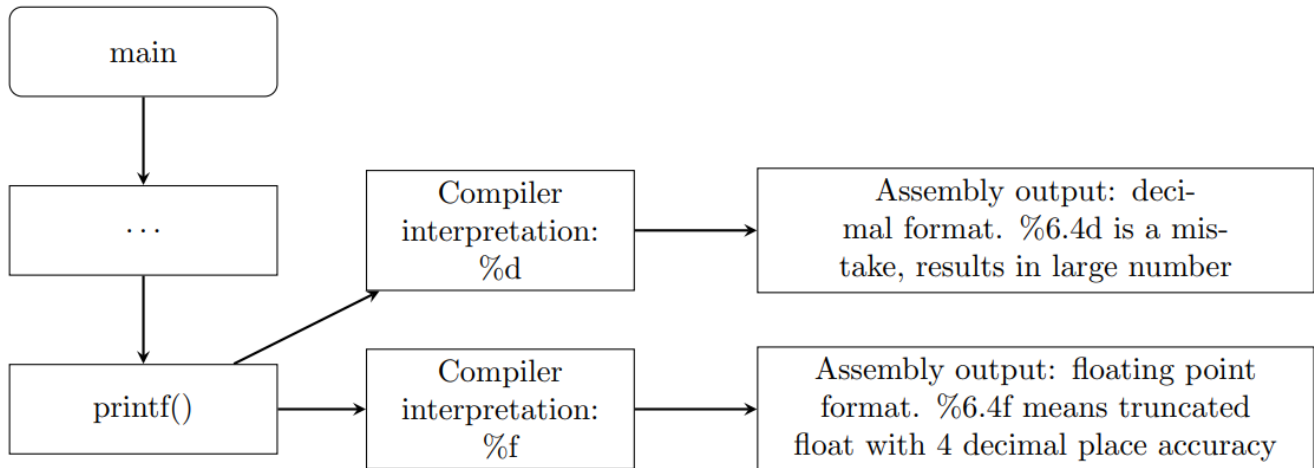 main
...
Compiler
interpretation:
%d
Assembly output: deci-
mal format. %6.4d is a mis-
take, results in large number
printf()
Compiler
interpretation:
%f
Assembly output: floating point
format. %6.4f means truncated
float with 4 decimal place accuracy